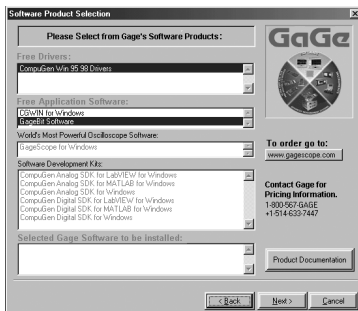 Software Product Selection
Please Select from Gage's Software Products:
Free Drivers:
CompuGen Win 95 98 Drivers
Free Application Software:
CGWIN for Windows
GageBit Software
World's Most Powerful Oscilloscope Software:
GageScope for Windows
Software Development Kits:
CompuGen Analog SDK for LabVIEW for Windows
CompuGen Analog SDK for MATLAB for Windows
CompuGen Analog SDK for Windows
CompuGen Digital SDK for LabVIEW for Windows
CompuGen Digital SDK for MATLAB for Windows
CompuGen Digital SDK for Windows
Selected Gage Software to be Installed:
GaGe
To order go to:
www.gagescope.com
Contact Gage for
Pricing Information.
1-800-567-GAGE
+1-514-633-7447
Product Documentation
< Back
Next >
Cancel